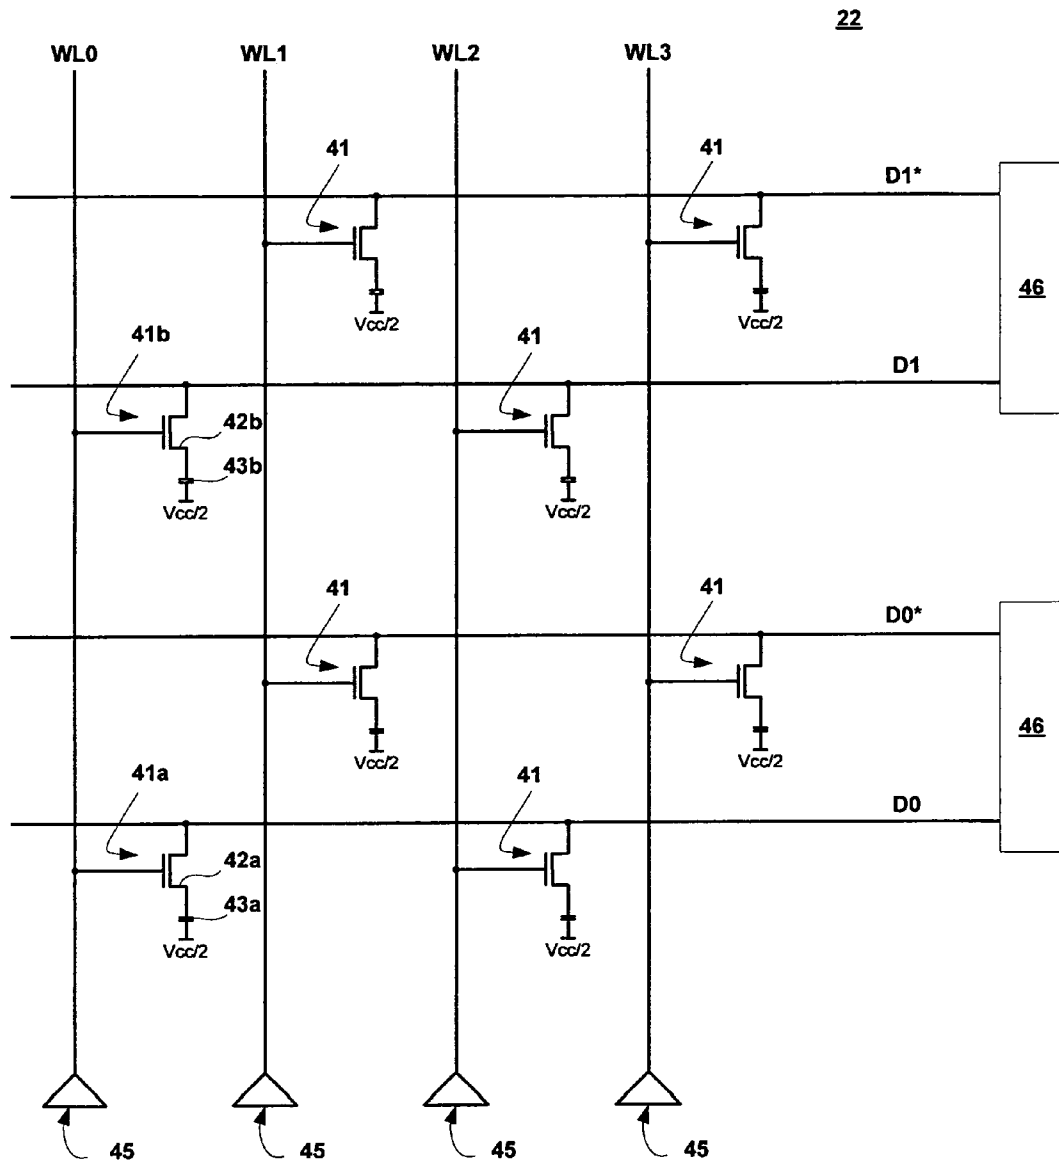 22
WL0 WL1 WL2 WL3
41 41 D1*
46
Vcc/2 Vcc/2
41b 41 D1
42b
43b
Vcc/2 Vcc/2
41 41 D0*
46
Vcc/2 Vcc/2
41a 41 D0
42a
43a
Vcc/2 Vcc/2
45 45 45 45